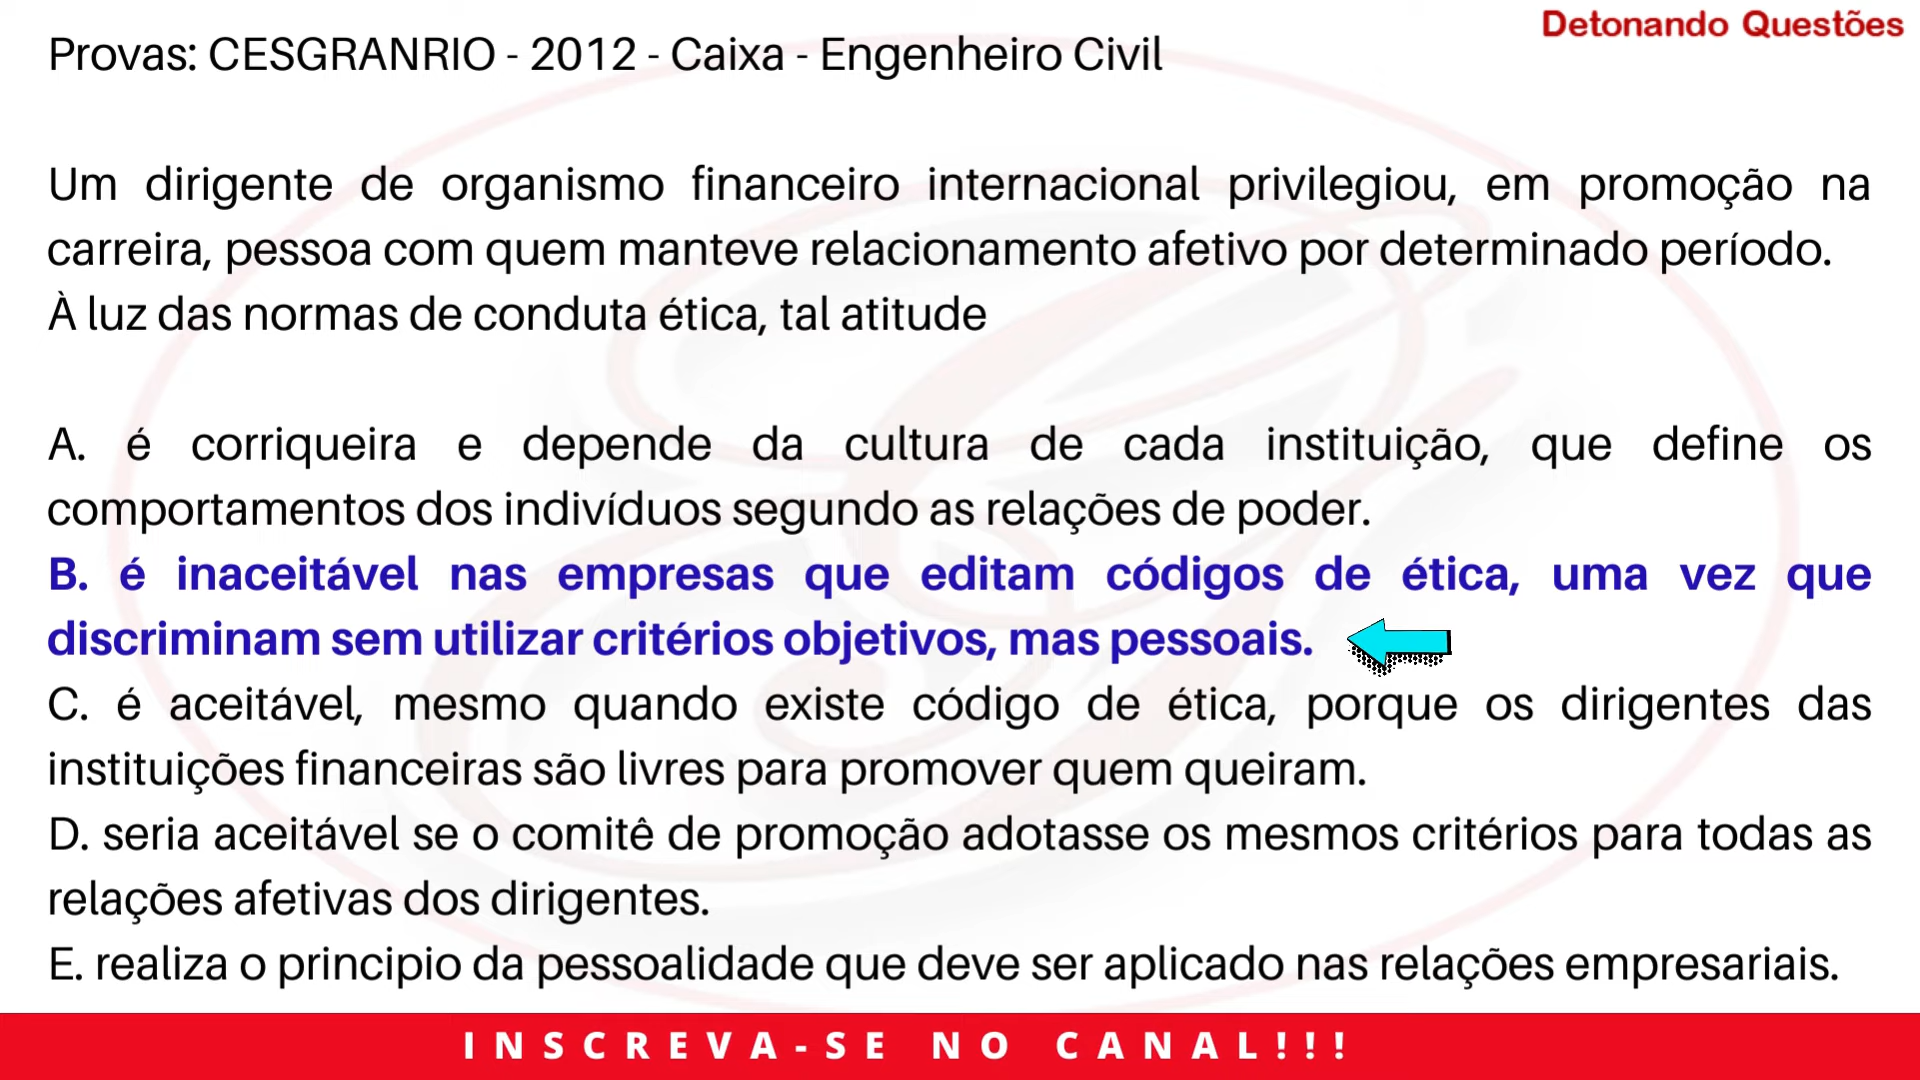 Detonando Questões
Provas: CESGRANRIO - 2012 - Caixa - Engenheiro Civil
Um dirigente de organismo financeiro internacional privilegiou, em promoção na
carreira, pessoa com quem manteve relacionamento afetivo por determinado período.
À luz das normas de conduta ética, tal atitude
A. é corriqueira e depende da cultura de cada instituição, que define os
comportamentos dos indivíduos segundo as relações de poder.
B. é inaceitável nas empresas que editam códigos de ética, uma vez que
discriminam sem utilizar critérios objetivos, mas pessoais.
C. é aceitável, mesmo quando existe código de ética, porque os dirigentes das
instituições financeiras são livres para promover quem queiram.
D. seria aceitável se o comitê de promoção adotasse os mesmos critérios para todas as
relações afetivas dos dirigentes.
E. realiza o principio da pessoalidade que deve ser aplicado nas relações empresariais.
INSCREVA-SE NO CANAL!!!